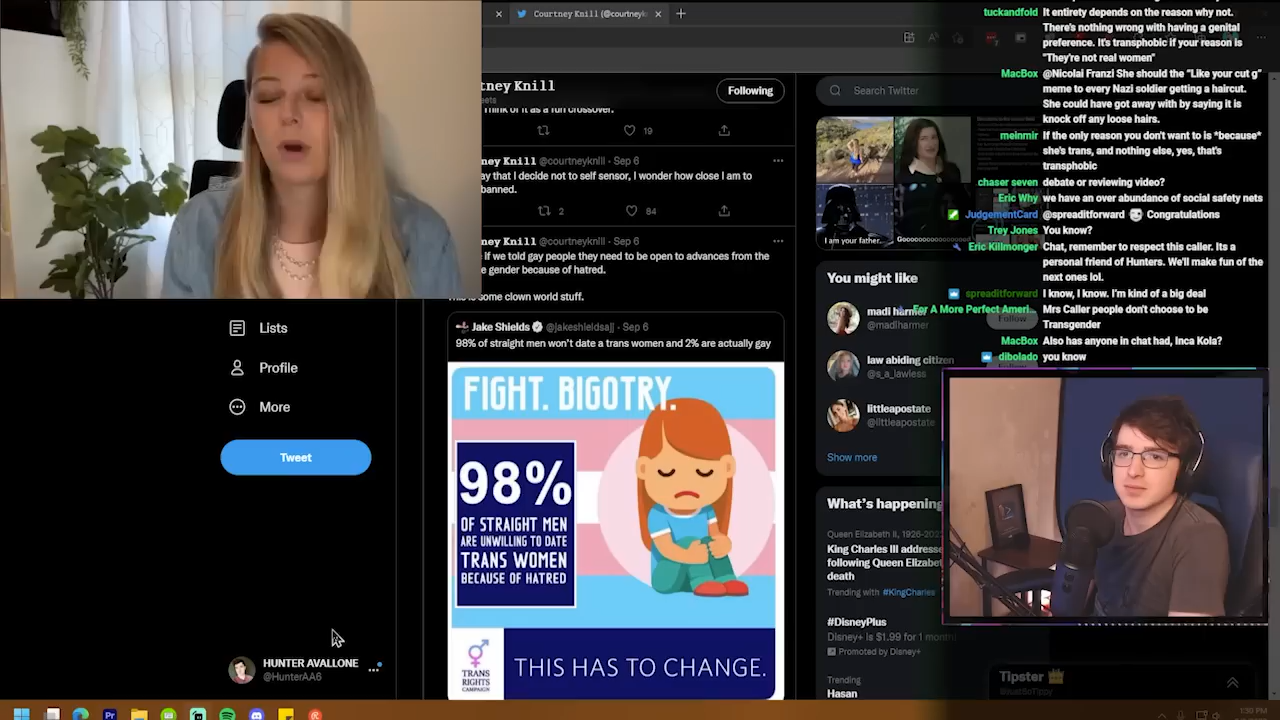 Courtney Knill (@courtneyk
tney Knill
Following
Think of it as a fun crossover.
19
ney Knill @courtneyknill · Sep 6
ay that I decide not to self sensor, I wonder how close I am to
banned.
2
84
ney Knill @courtneyknill · Sep 6
if we told gay people they need to be open to advances from the
e gender because of hatred.
some clown world stuff.
Jake Shields @jakeshieldsajj · Sep 6
98% of straight men won't date a trans women and 2% are actually gay
FIGHT. BIGOTRY.
98%
OF STRAIGHT MEN
ARE UNWILLING TO DATE
TRANS WOMEN
BECAUSE OF HATRED
TRANS
RIGHTS
CAMPAIGN
THIS HAS TO CHANGE.
Lists
Profile
More
Tweet
HUNTER AVALLONE
@HunterAA6
Search Twitter
I am your father.
You might like
madi harmer
@madiharmer
Follow
law abiding citizen
@s_a_lawless
littleapostate
@littleapostate
Show more
What's happening
Queen Elizabeth II, 1926-202
King Charles III addresse
following Queen Elizabe
death
Trending with #KingCharles
#DisneyPlus
Disney+ is $1.99 for 1 month
Promoted by Disney+
Trending
Hasan
tuckandfold It entirety depends on the reason why not.
There's nothing wrong with having a genital
preference. It's transphobic if your reason is
"They're not real women"
MacBox @Nicolai Franzi She should the "Like your cut g"
meme to every Nazi soldier getting a haircut.
She could have got away with by saying it is
knock off any loose hairs.
meinmir If the only reason you don't want to is *because*
she's trans, and nothing else, yes, that's
transphobic
chaser seven debate or reviewing video?
Eric Why we have an over abundance of social safety nets
JudgementCard @spreaditforward Congratulations
Trey Jones You know?
Eric Killmonger Chat, remember to respect this caller. Its a
personal friend of Hunters. We'll make fun of the
next ones lol.
spreaditforward I know, I know. I'm kind of a big deal
For A More Perfect Ameri... Mrs Caller people don't choose to be
Transgender
MacBox Also has anyone in chat had, Inca Kola?
dibolado you know
Tipster
@JustSoTippy
1:30 PM